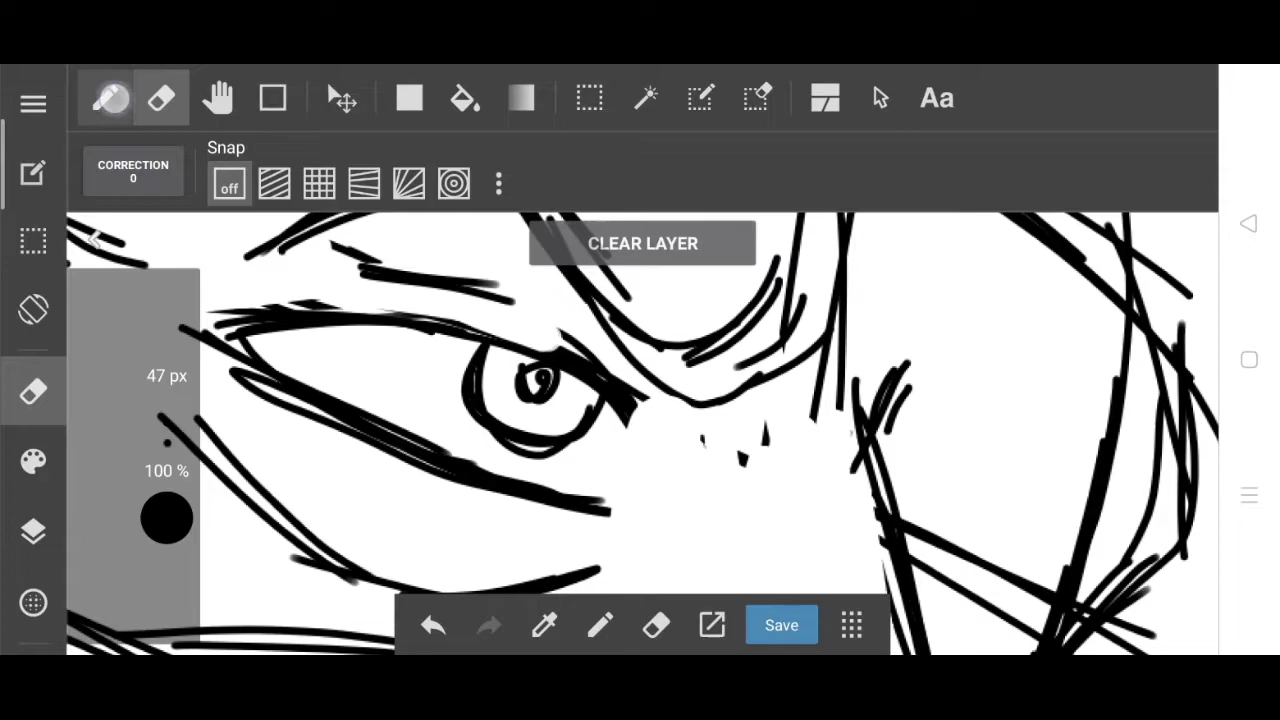 Aa
CORRECTION
0
Snap
off
CLEAR LAYER
47 px
100 %
Save